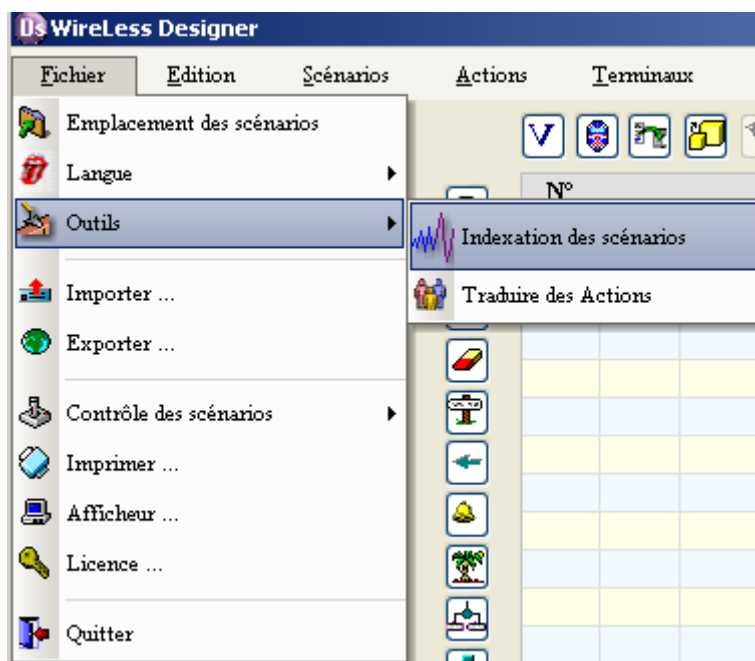 Ds WireLess Designer
Fichier Edition Scénarios Actions Terminaux
Emplacement des scénarios
Langue
Outils
Importer ...
Exporter ...
Contrôle des scénarios
Imprimer ...
Afficheur ...
Licence ...
Quitter
V
N°
Indexation des scénarios
Traduire des Actions